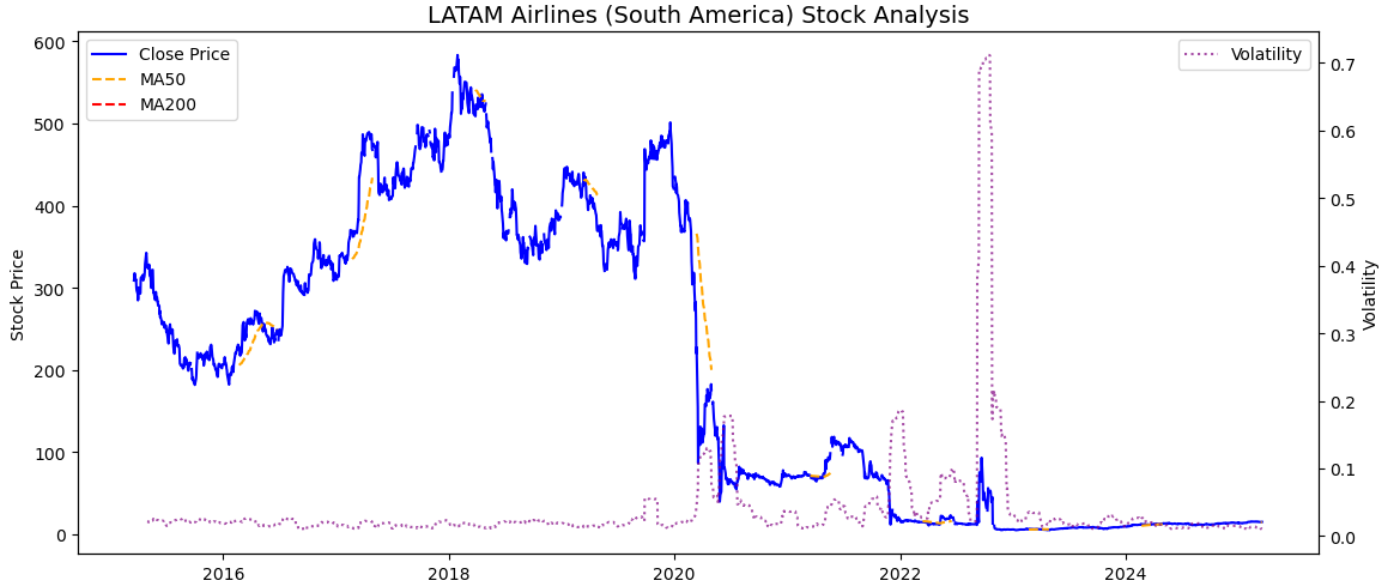 LATAM Airlines (South America) Stock Analysis
Close Price
MA50
MA200
Volatility
Stock Price
600
500
400
300
200
100
0
0.7
0.6
0.5
0.4
0.3
0.2
0.1
0.0
Volatility
2016
2018
2020
2022
2024